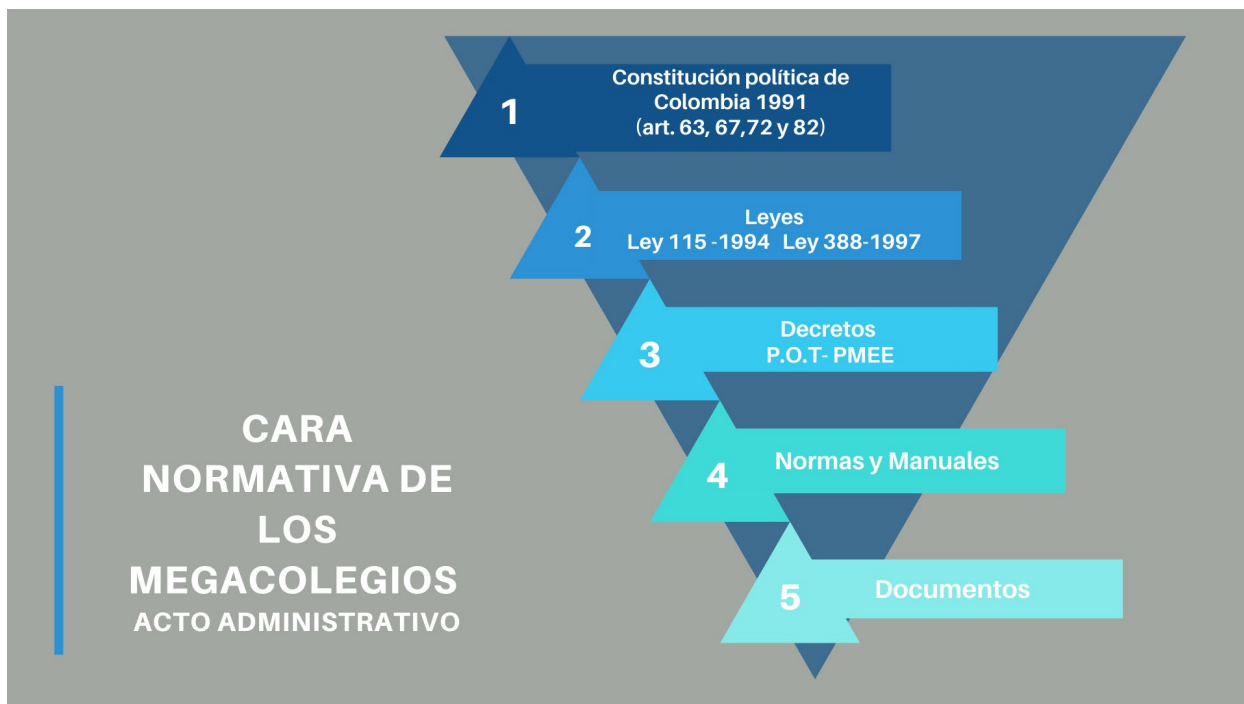 1
Constitución política de
Colombia 1991
(art. 63, 67,72 y 82)
2
Leyes
Ley 115 -1994 Ley 388-1997
3
Decretos
P.O.T- PMEE
4
Normas y Manuales
5
Documentos
CARA
NORMATIVA DE
LOS
MEGACOLEGIOS
ACTO ADMINISTRATIVO